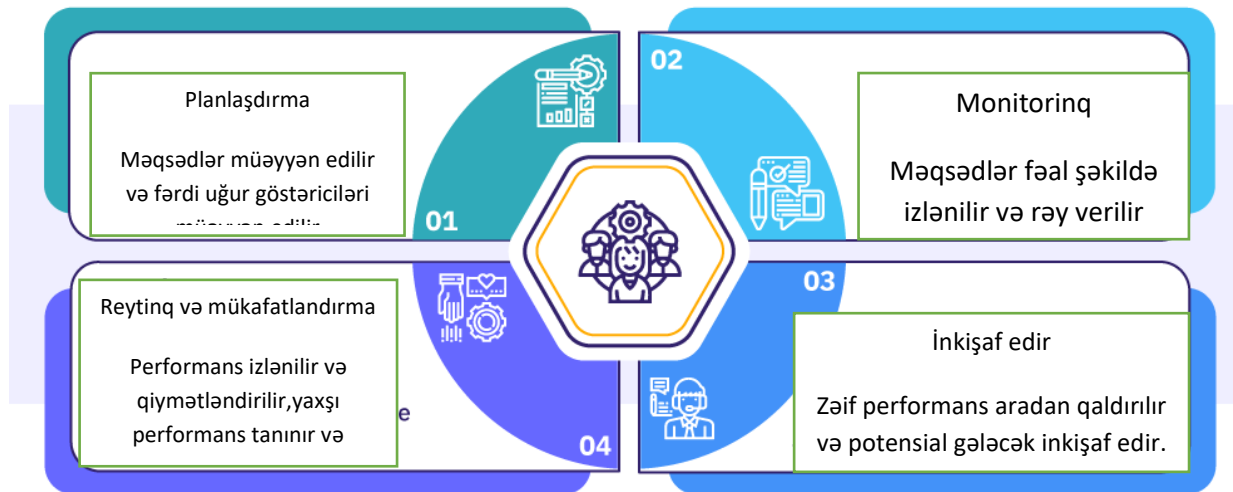 01
Planlaşdırma
Məqsədlər müəyyən edilir
və fərdi uğur göstəriciləri
müəyyən edilir
02
Monitorinq
Məqsədlər fəal şəkildə
izlənilir və rəy verilir
03
İnkişaf edir
Zəif performans aradan qaldırılır
və potensial gələcək inkişaf edir.
04
Reytinq və mükafatlandırma
Performans izlənilir və
qiymətləndirilir,yaxşı
performans tanınır və
e